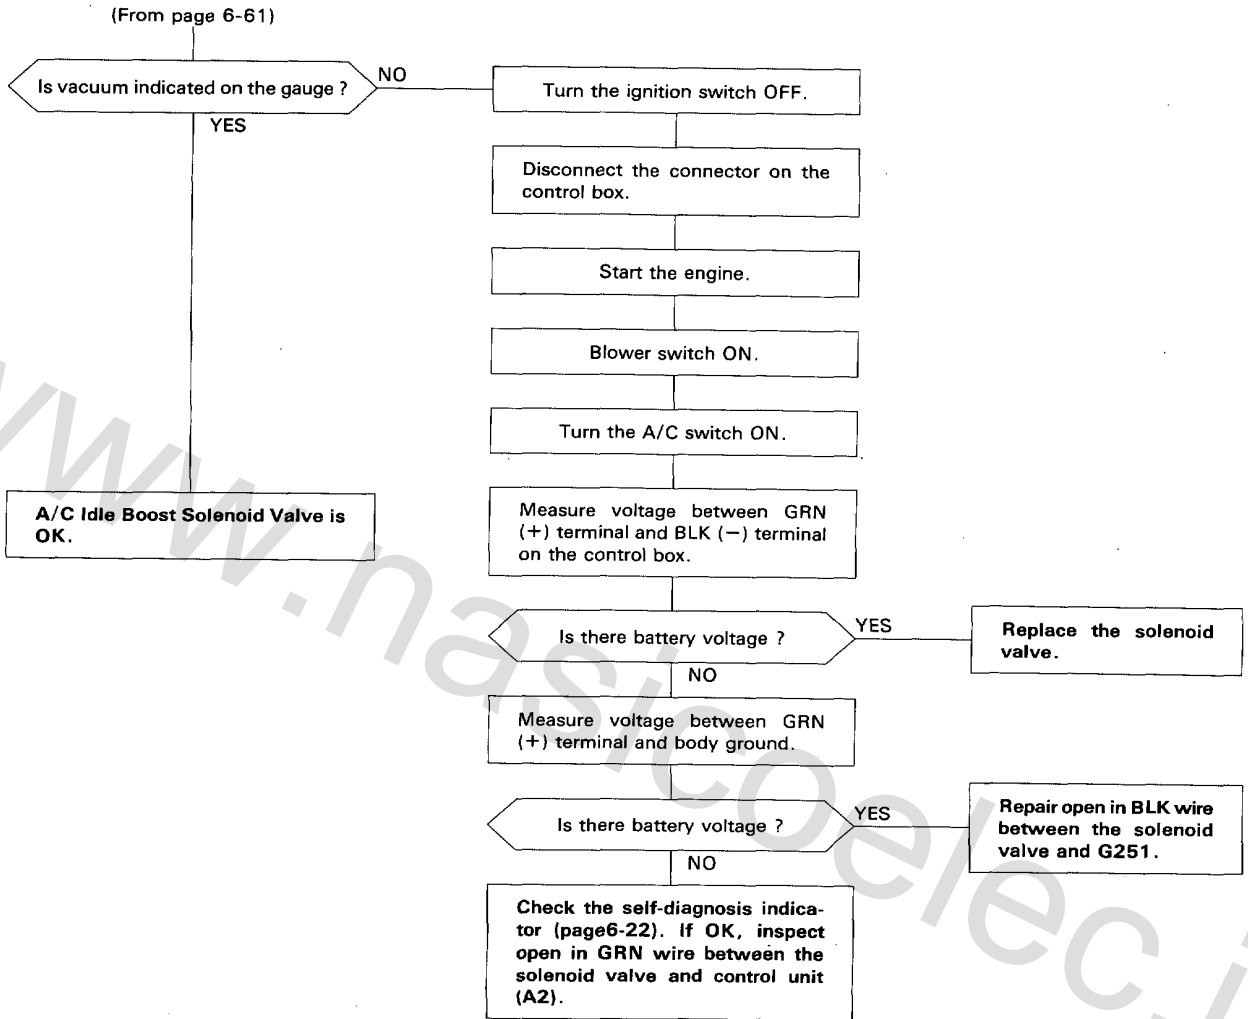 (From page 6-61)
Is vacuum indicated on the gauge ?
NO
YES
Turn the ignition switch OFF.
Disconnect the connector on the
control box.
Start the engine.
Blower switch ON.
Turn the A/C switch ON.
A/C Idle Boost Solenoid Valve is
OK.
Measure voltage between GRN
(+) terminal and BLK (−) terminal
on the control box.
Is there battery voltage ?
YES
Replace the solenoid
valve.
NO
Measure voltage between GRN
(+) terminal and body ground.
Is there battery voltage ?
YES
Repair open in BLK wire
between the solenoid
valve and G251.
NO
Check the self-diagnosis indica-
tor (page6-22). If OK, inspect
open in GRN wire between the
solenoid valve and control unit
(A2).